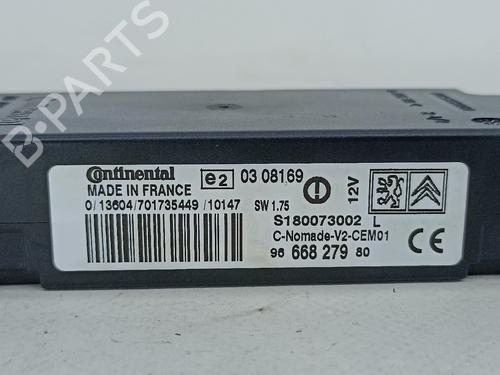 Continental
MADE IN FRANCE
e2 03 08169
0/13604/701735449/10147 SW 1.75
12V
S180073002 L
C-Nomade-V2-CEM01
96 668 279 80
CE
B-PARTS